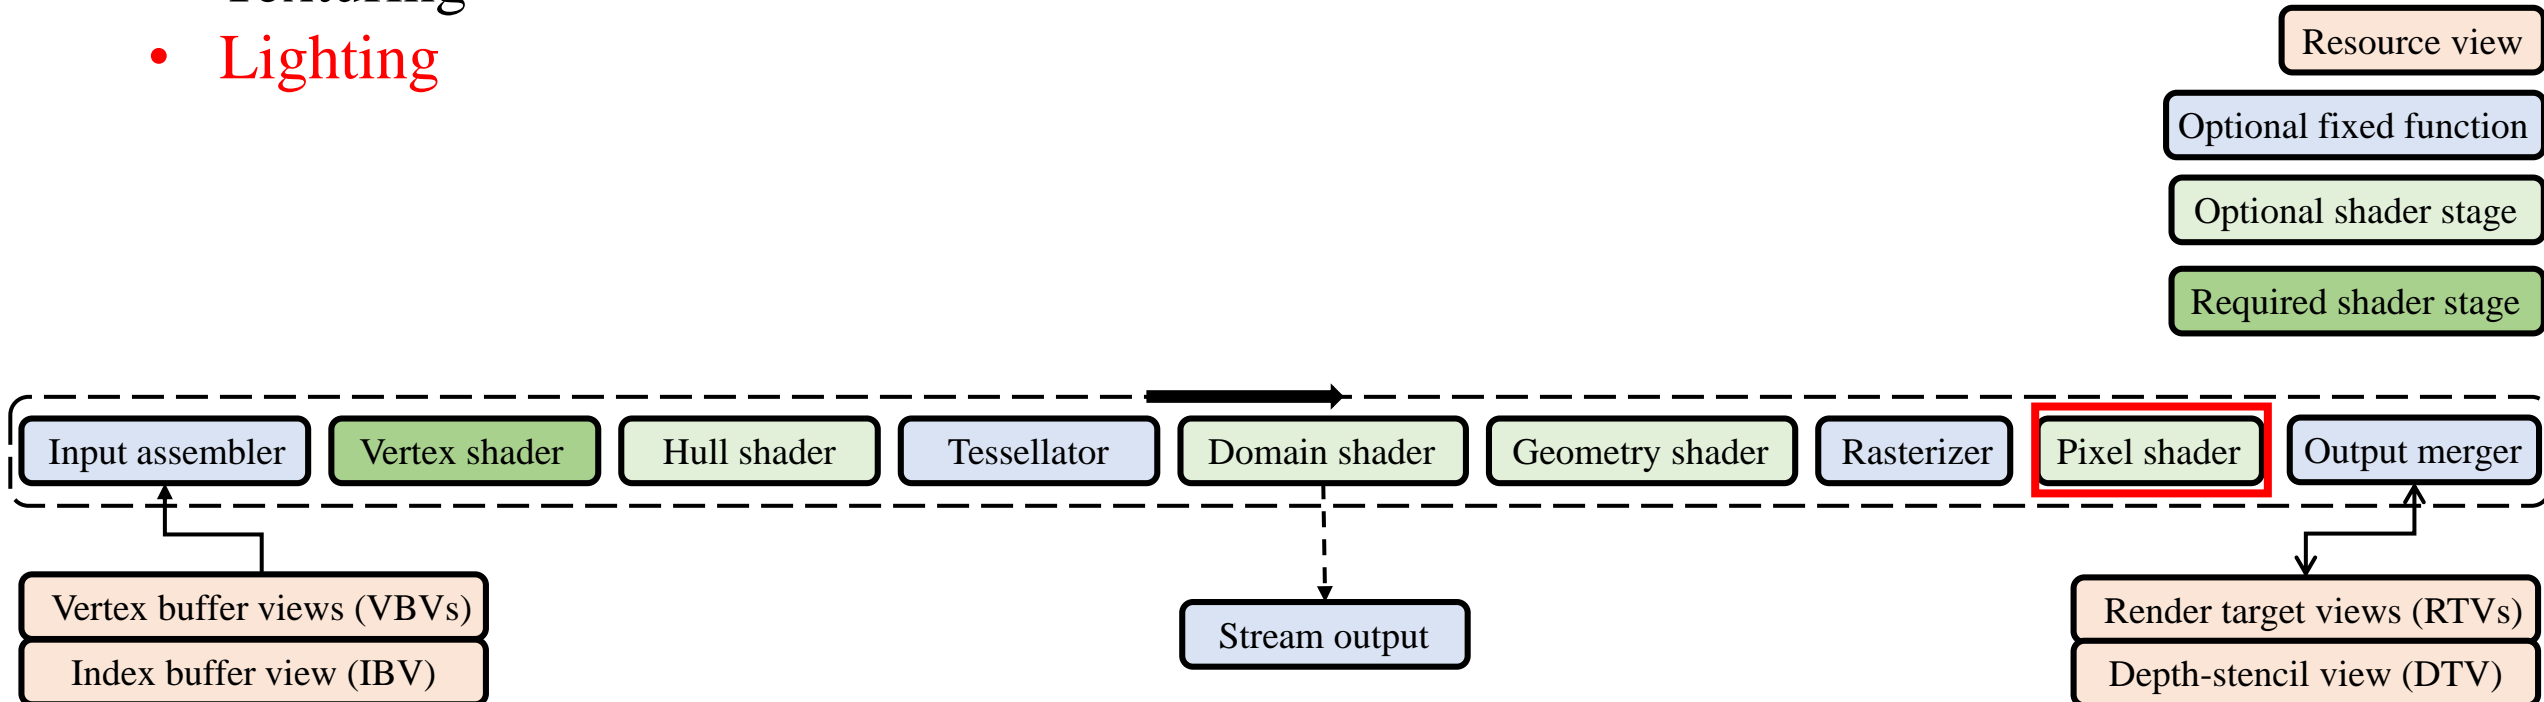 Texturing
• Lighting
Resource view
Optional fixed function
Optional shader stage
Required shader stage
Input assembler
Vertex shader
Hull shader
Tessellator
Domain shader
Geometry shader
Rasterizer
Pixel shader
Output merger
Vertex buffer views (VBVs)
Index buffer view (IBV)
Stream output
Render target views (RTVs)
Depth-stencil view (DTV)